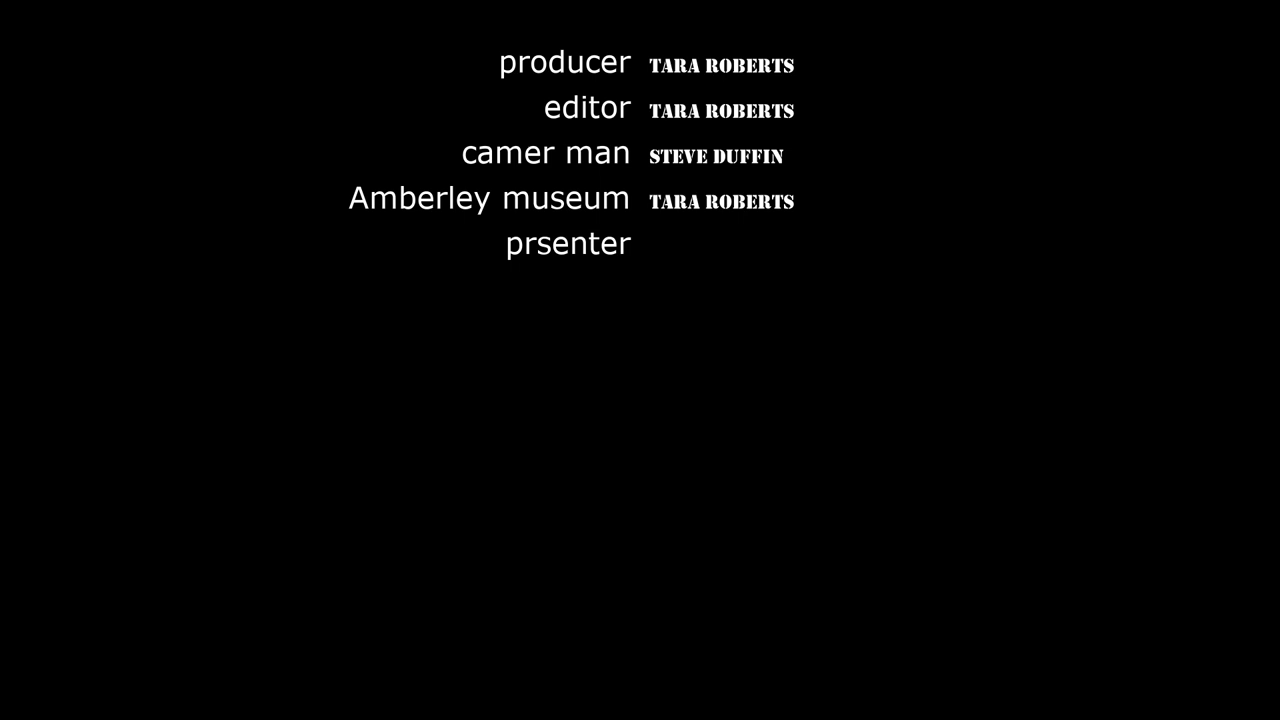 producer TARA ROBERTS
editor TARA ROBERTS
camer man STEVE DUFFIN
Amberley museum TARA ROBERTS
prsenter